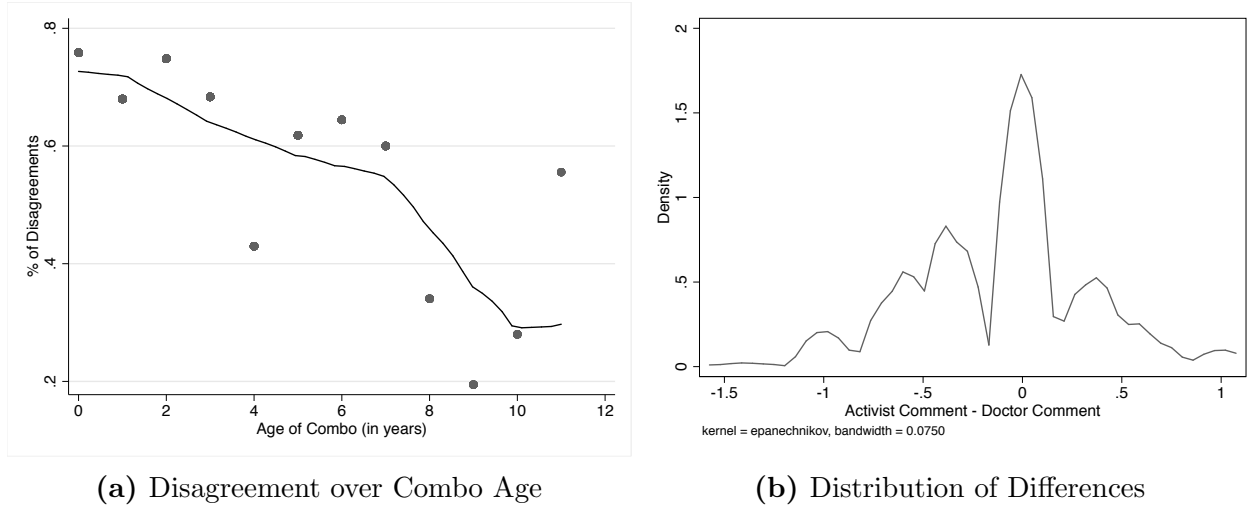 .8
.6
.4
.2
% of Disagreements
0 2 4 6 8 10 12
Age of Combo (in years)
(a) Disagreement over Combo Age
2
1.5
1
.5
0
Density
-1.5 -1 -.5 0 .5 1
Activist Comment - Doctor Comment
kernel = epanechnikov, bandwidth = 0.0750
(b) Distribution of Differences